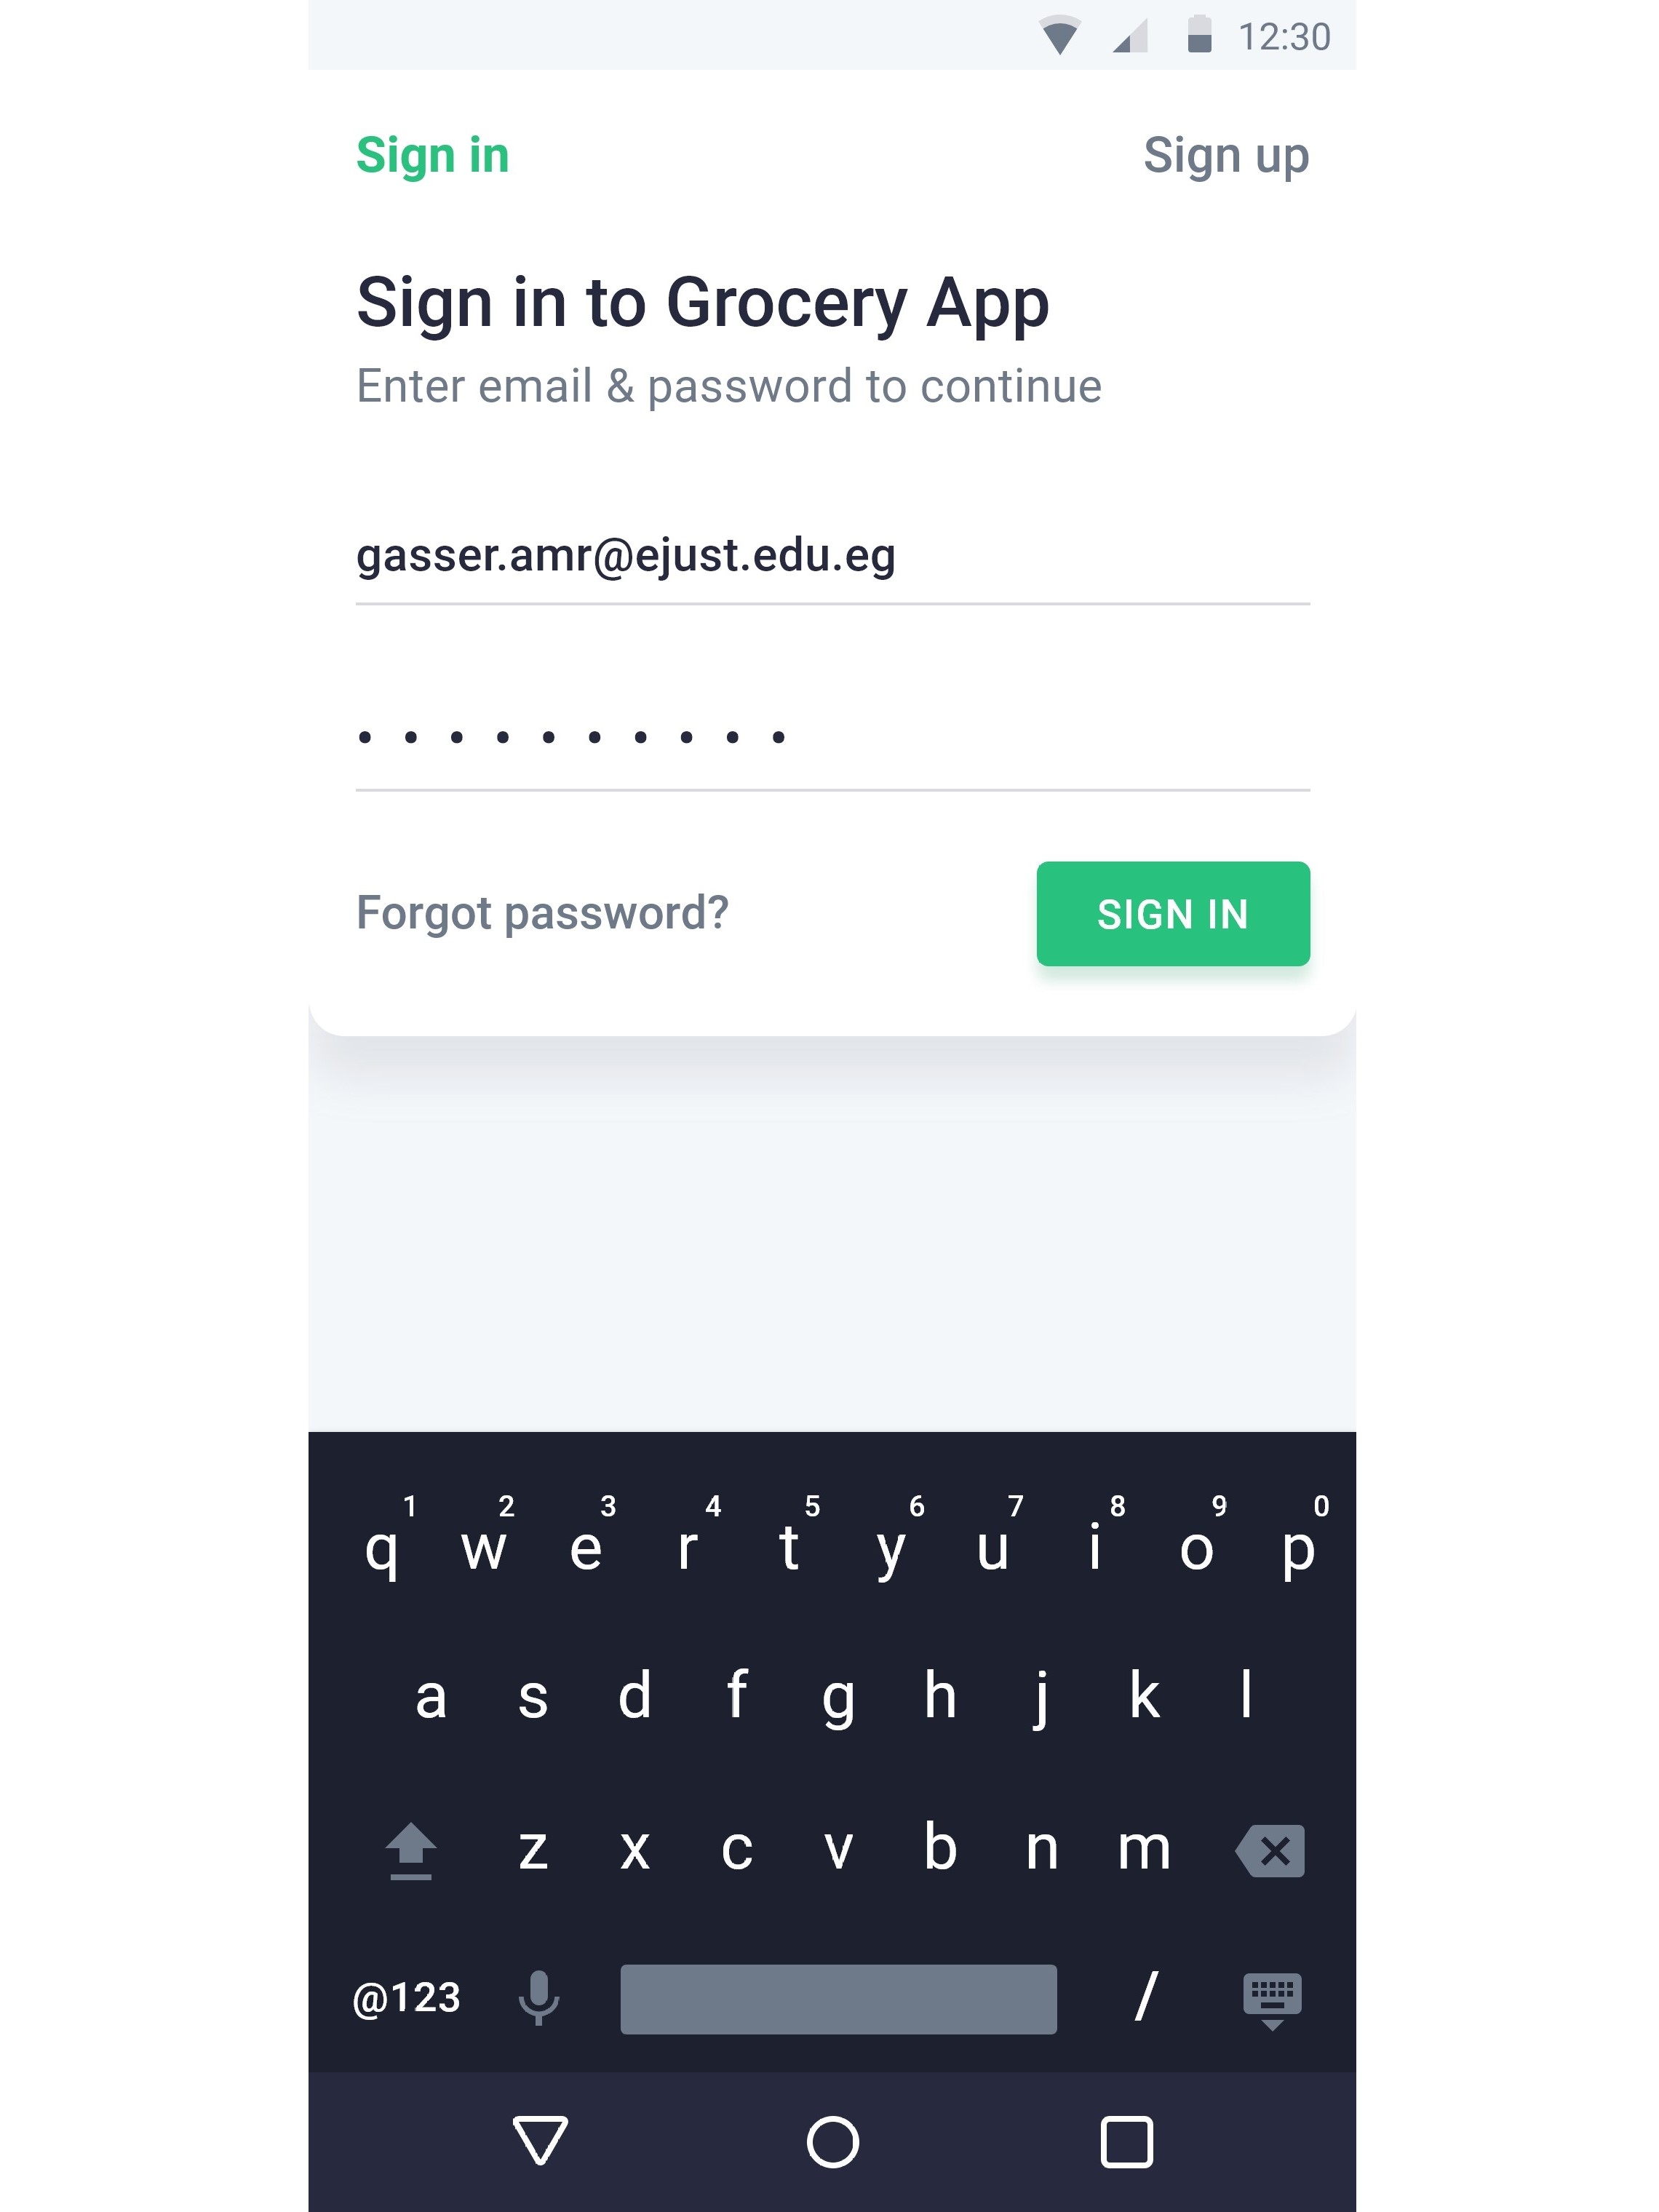 12:30
Sign in Sign up
Sign in to Grocery App
Enter email & password to continue
gasser.amr@ejust.edu.eg
••••••••••
Forgot password? SIGN IN
1 2 3 4 5 6 7 8 9 0
q w e r t y u i o p
a s d f g h j k l
z x c v b n m
@123 /